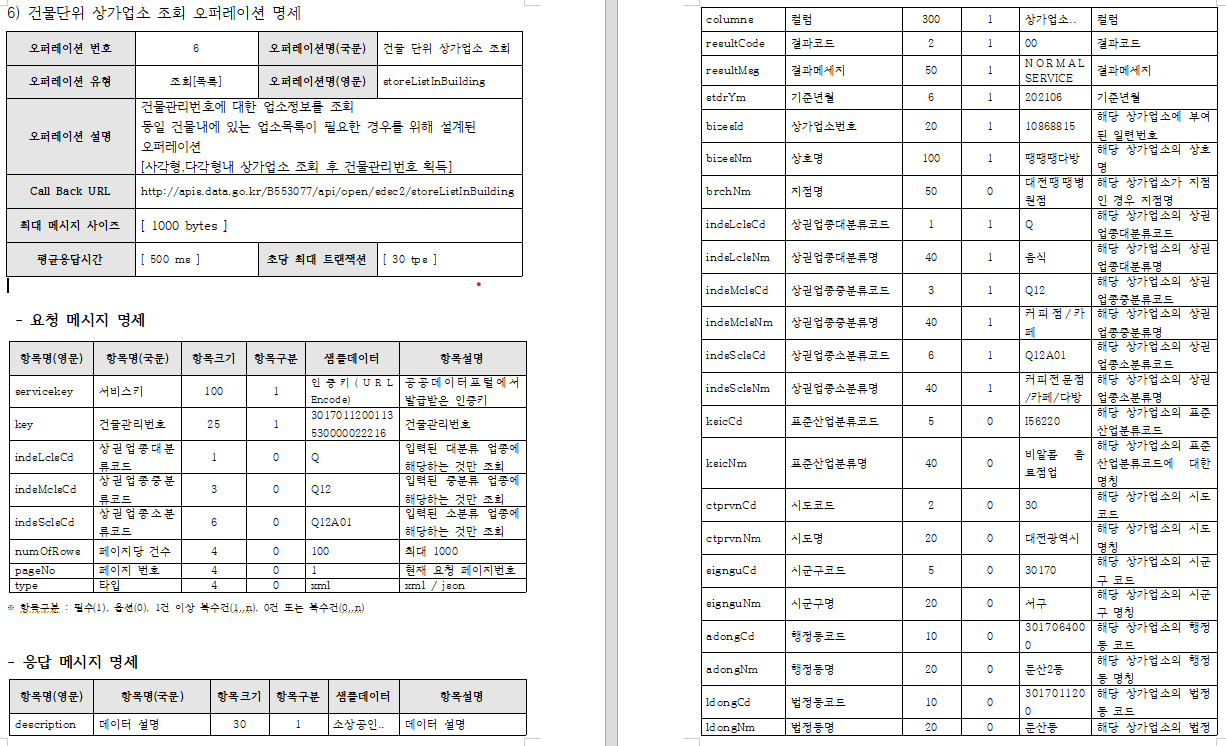 6) 건물단위 상가업소 조회 오퍼레이션 명세
오퍼레이션 번호 6 오퍼레이션명(국문) 건물 단위 상가업소 조회
오퍼레이션 유형 조회[목록] 오퍼레이션명(영문) storeListInBuilding
오퍼레이션 설명 건물관리번호에 대한 업소정보를 조회
동일 건물내에 있는 업소목록이 필요한 경우를 위해 설계된
오퍼레이션
[사각형,다각형내 상가업소 조회 후 건물관리번호 획득]
Call Back URL http://apis.data.go.kr/B553077/api/open/sdsc2/storeListInBuilding
최대 메시지 사이즈 [ 1000 bytes ]
평균응답시간 [ 500 ms ] 초당 최대 트랜잭션 [ 30 tps ]
- 요청 메시지 명세
항목명(영문) 항목명(국문) 항목크기 항목구분 샘플데이터 항목설명
servicekey 서비스키 100 1 인증키(URL
Encode) 공공데이터포털에서
발급받은 인증키
key 건물관리번호 25 1 3017011200113
530000022216 건물관리번호
indsLclsCd 상권업종대분
류코드 1 0 Q 입력된 대분류 업종에
해당하는 것만 조회
indsMclsCd 상권업종중분
류코드 3 0 Q12 입력된 중분류 업종에
해당하는 것만 조회
indsSclsCd 상권업종소분
류코드 6 0 Q12A01 입력된 소분류 업종에
해당하는 것만 조회
numOfRows 페이지당 건수 4 0 100 최대 1000
pageNo 페이지 번호 4 0 1 현재 요청 페이지번호
type 타입 4 0 xml xml / json
※ 항목구분 : 필수(1), 옵션(0), 1건 이상 복수건(1..n), 0건 또는 복수건(0..n)
- 응답 메시지 명세
항목명(영문) 항목명(국문) 항목크기 항목구분 샘플데이터 항목설명
description 데이터 설명 30 1 소상공인.. 데이터 설명
columns 컬럼 300 1 상가업소.. 컬럼
resultCode 결과코드 2 1 00 결과코드
resultMsg 결과메세지 50 1 NORMAL
SERVICE 결과메세지
stdrYm 기준년월 6 1 202106 기준년월
bizesId 상가업소번호 20 1 10868815 해당 상가업소에 부여
된 일련번호
bizesNm 상호명 100 1 땡땡땡다방 해당 상가업소의 상호
명
brchNm 지점명 50 0 대전땡땡병
원점 해당 상가업소가 지점
인 경우 지점명
indsLclsCd 상권업종대분류코드 1 1 Q 해당 상가업소의 상권
업종대분류코드
indsLclsNm 상권업종대분류명 40 1 음식 해당 상가업소의 상권
업종대분류명
indsMclsCd 상권업종중분류코드 3 1 Q12 해당 상가업소의 상권
업종중분류코드
indsMclsNm 상권업종중분류명 40 1 커피점/카
페 해당 상가업소의 상권
업종중분류명
indsSclsCd 상권업종소분류코드 6 1 Q12A01 해당 상가업소의 상권
업종소분류코드
indsSclsNm 상권업종소분류명 40 1 커피전문점
/카페/다방 해당 상가업소의 상권
업종소분류명
ksicCd 표준산업분류코드 5 0 I56220 해당 상가업소의 표준
산업분류코드
ksicNm 표준산업분류명 40 0 비알콜 음
료점업 해당 상가업소의 표준
산업분류코드에 대한
명칭
ctprvnCd 시도코드 2 0 30 해당 상가업소의 시도
코드
ctprvnNm 시도명 20 0 대전광역시 해당 상가업소의 시도
명칭
signguCd 시군구코드 5 0 30170 해당 상가업소의 시군
구 코드
signguNm 시군구명 20 0 서구 해당 상가업소의 시군
구 명칭
adongCd 행정동코드 10 0 301706400
0 해당 상가업소의 행정
동 코드
adongNm 행정동명 20 0 둔산2동 해당 상가업소의 행정
동 명칭
ldongCd 법정동코드 10 0 301701120
0 해당 상가업소의 법정
동 코드
ldongNm 법정동명 20 0 둔산동 해당 상가업소의 법정